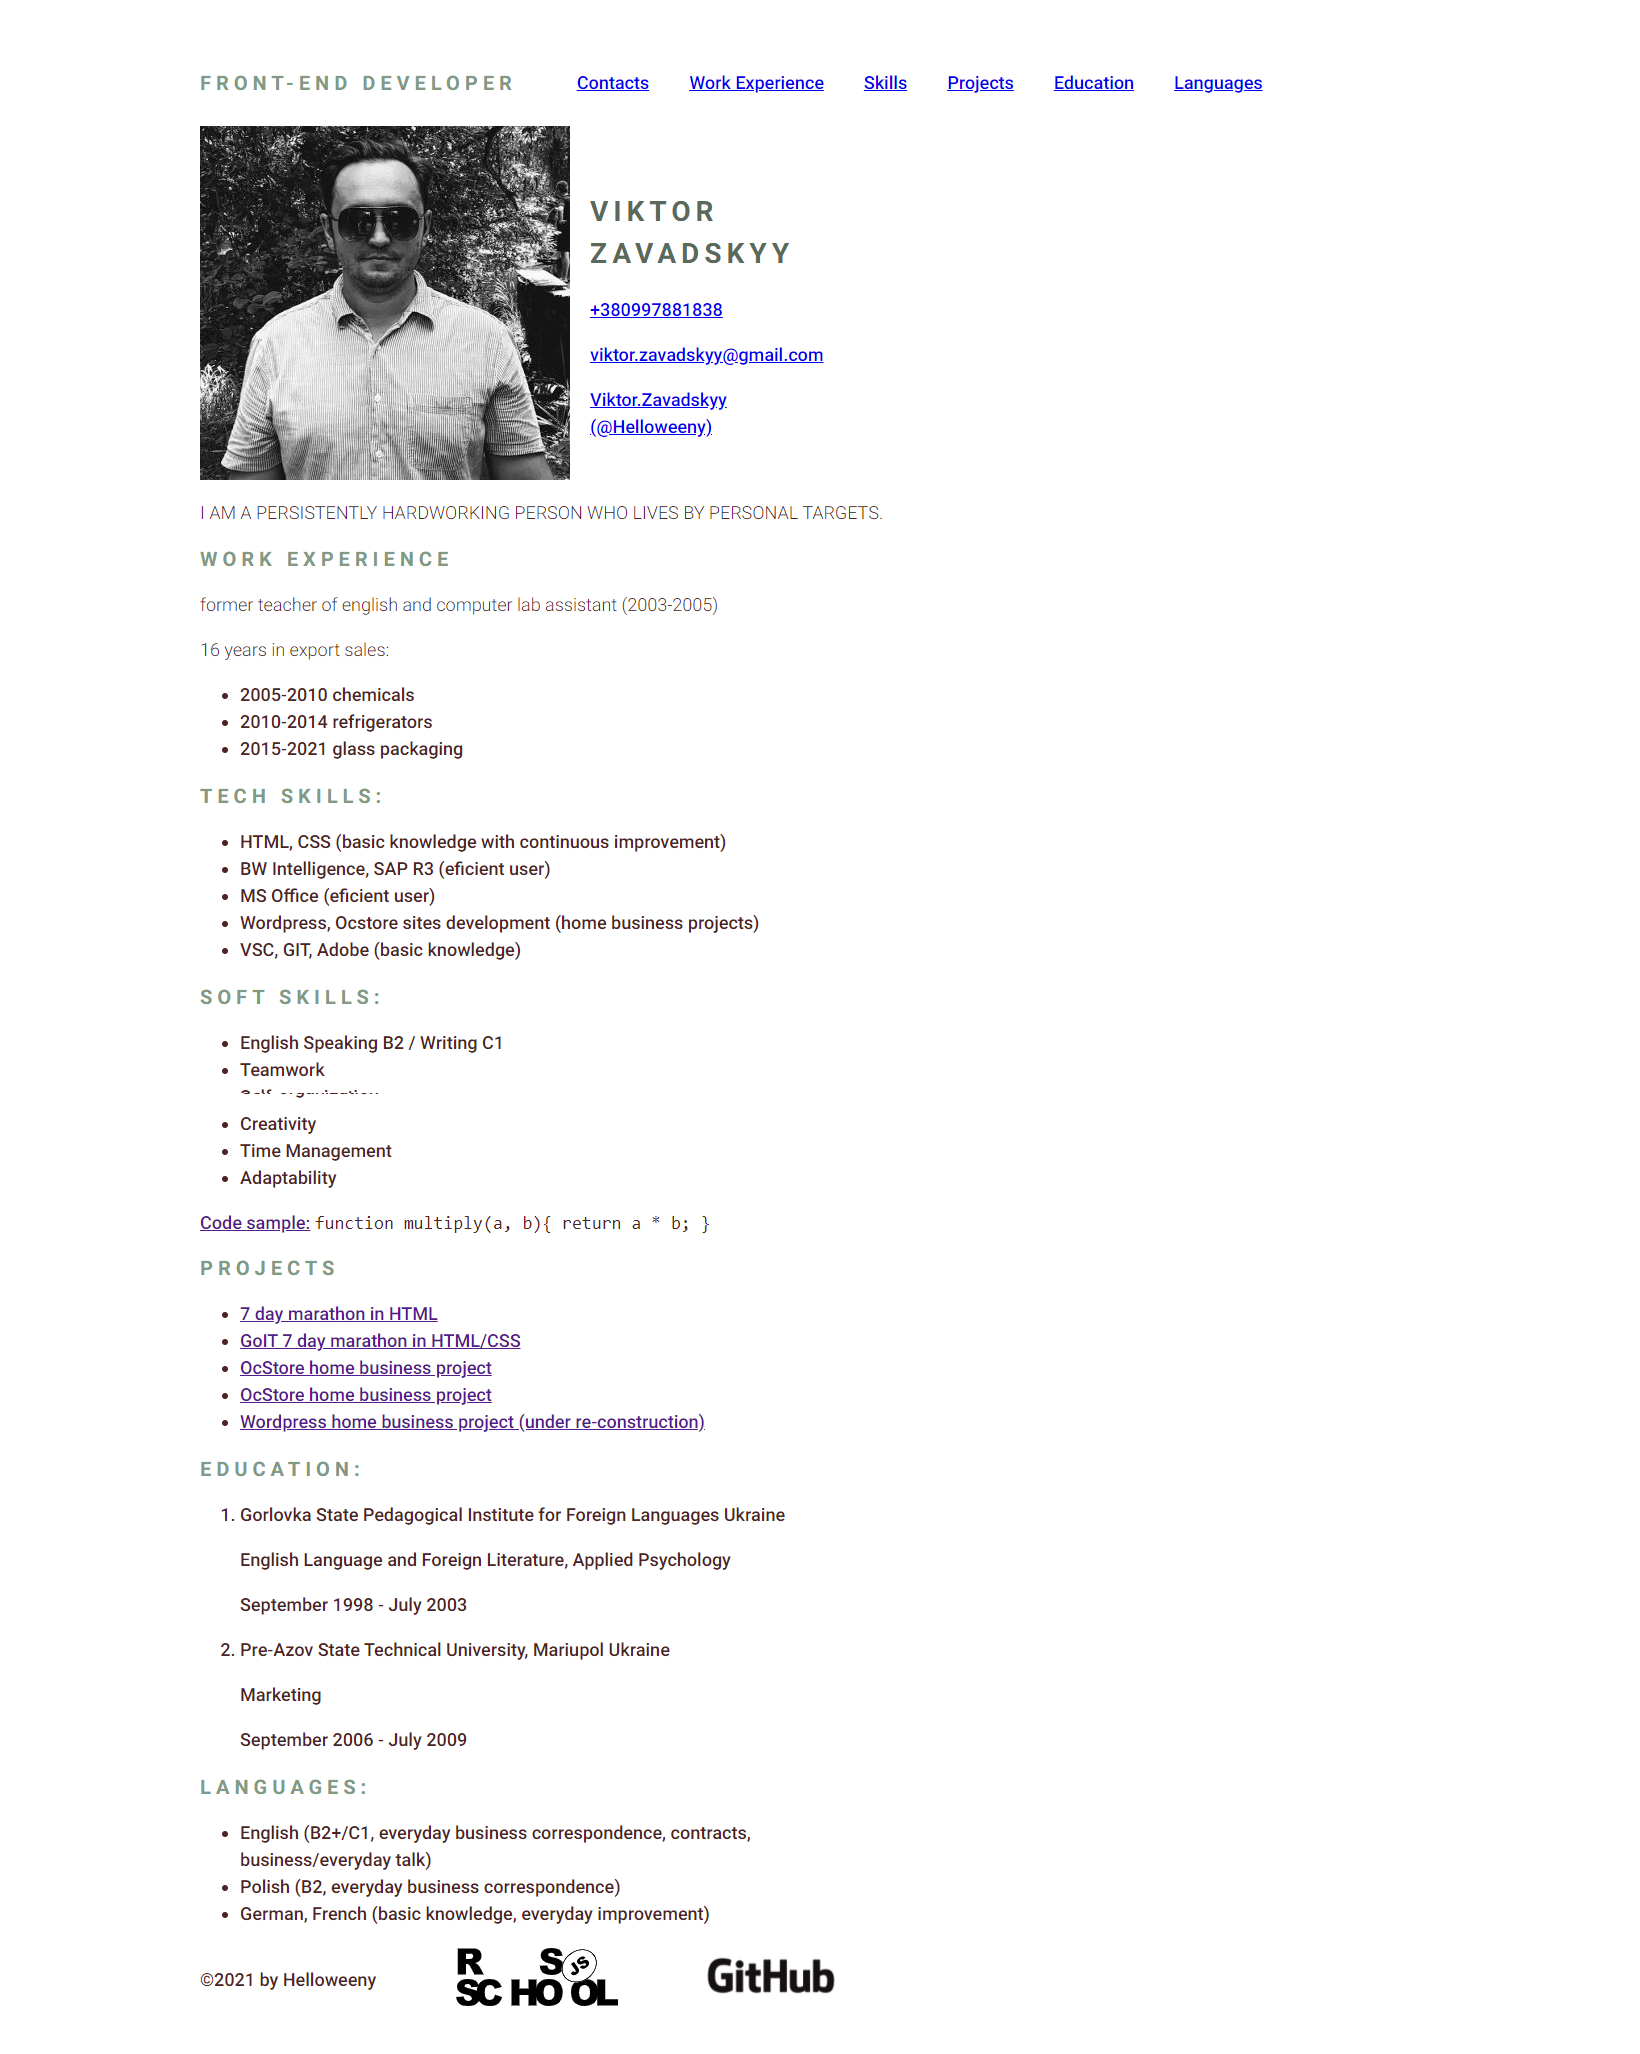 FRONT-END DEVELOPER
Contacts Work Experience Skills Projects Education Languages
VIKTOR
ZAVADSKYY
+380997881838
viktor.zavadskyy@gmail.com
Viktor.Zavadskyy
(@Helloweeny)
I AM A PERSISTENTLY HARDWORKING PERSON WHO LIVES BY PERSONAL TARGETS.
WORK EXPERIENCE
former teacher of english and computer lab assistant (2003-2005)
16 years in export sales:
• 2005-2010 chemicals
• 2010-2014 refrigerators
• 2015-2021 glass packaging
TECH SKILLS:
• HTML, CSS (basic knowledge with continuous improvement)
• BW Intelligence, SAP R3 (eficient user)
• MS Office (eficient user)
• Wordpress, Ocstore sites development (home business projects)
• VSC, GIT, Adobe (basic knowledge)
SOFT SKILLS:
• English Speaking B2 / Writing C1
• Teamwork
• Creativity
• Time Management
• Adaptability
Code sample: function multiply(a, b){ return a * b; }
PROJECTS
• 7 day marathon in HTML
• GoIT 7 day marathon in HTML/CSS
• OcStore home business project
• OcStore home business project
• Wordpress home business project (under re-construction)
EDUCATION:
1. Gorlovka State Pedagogical Institute for Foreign Languages Ukraine
English Language and Foreign Literature, Applied Psychology
September 1998 - July 2003
2. Pre-Azov State Technical University, Mariupol Ukraine
Marketing
September 2006 - July 2009
LANGUAGES:
• English (B2+/C1, everyday business correspondence, contracts,
business/everyday talk)
• Polish (B2, everyday business correspondence)
• German, French (basic knowledge, everyday improvement)
©2021 by Helloweeny
R S JS
SCHOOL
GitHub